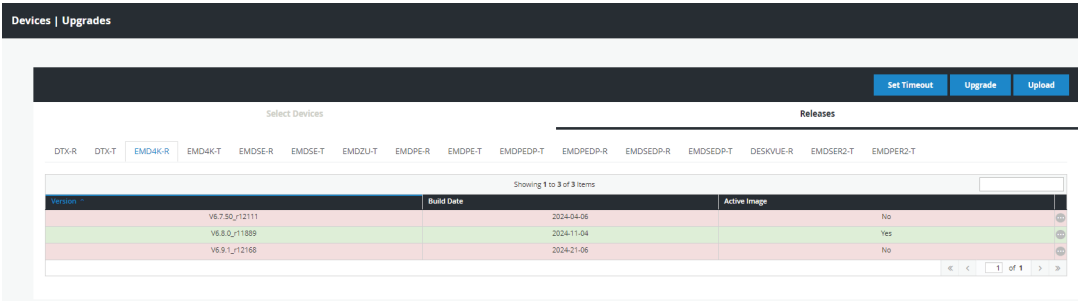 Devices | Upgrades
Set Timeout Upgrade Upload
Select Devices Releases
DTX-R DTX-T EMD4K-R EMD4K-T EMDSE-R EMDSE-T EMDZU-T EMDPE-R EMDPE-T EMDPEDP-T EMDPEDP-R EMDSEDP-R EMDSEDP-T DESKVUE-R EMDSER2-T EMDPER2-T
Showing 1 to 3 of 3 Items
Version ^ Build Date Active Image
V6.7.50_r12111 2024-04-06 No
V6.8.0_r11889 2024-11-04 Yes
V6.9.1_r12168 2024-21-06 No
« < 1 of 1 > »